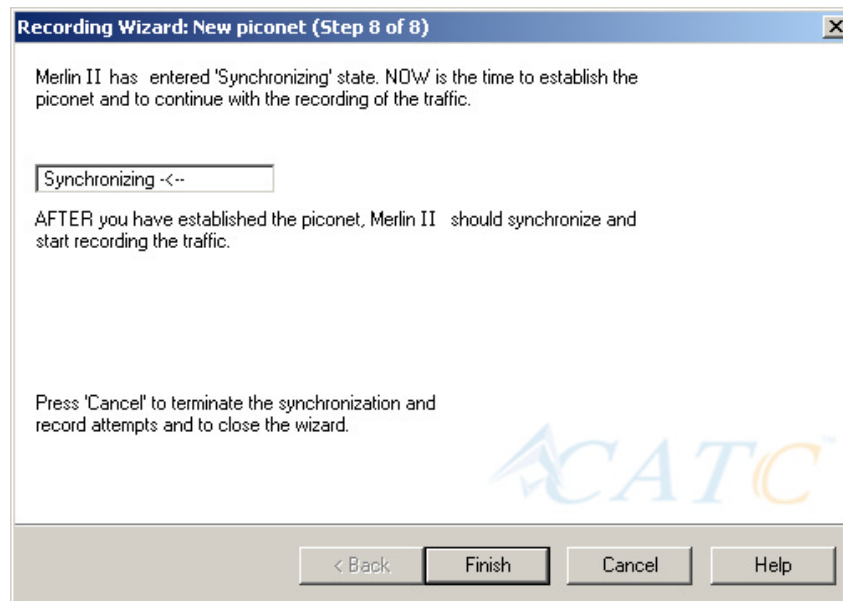 Recording Wizard: New piconet (Step 8 of 8)
Merlin II has entered 'Synchronizing' state. NOW is the time to establish the
piconet and to continue with the recording of the traffic.
Synchronizing -<--
AFTER you have established the piconet, Merlin II should synchronize and
start recording the traffic.
Press 'Cancel' to terminate the synchronization and
record attempts and to close the wizard.
CATC™
< Back
Finish
Cancel
Help